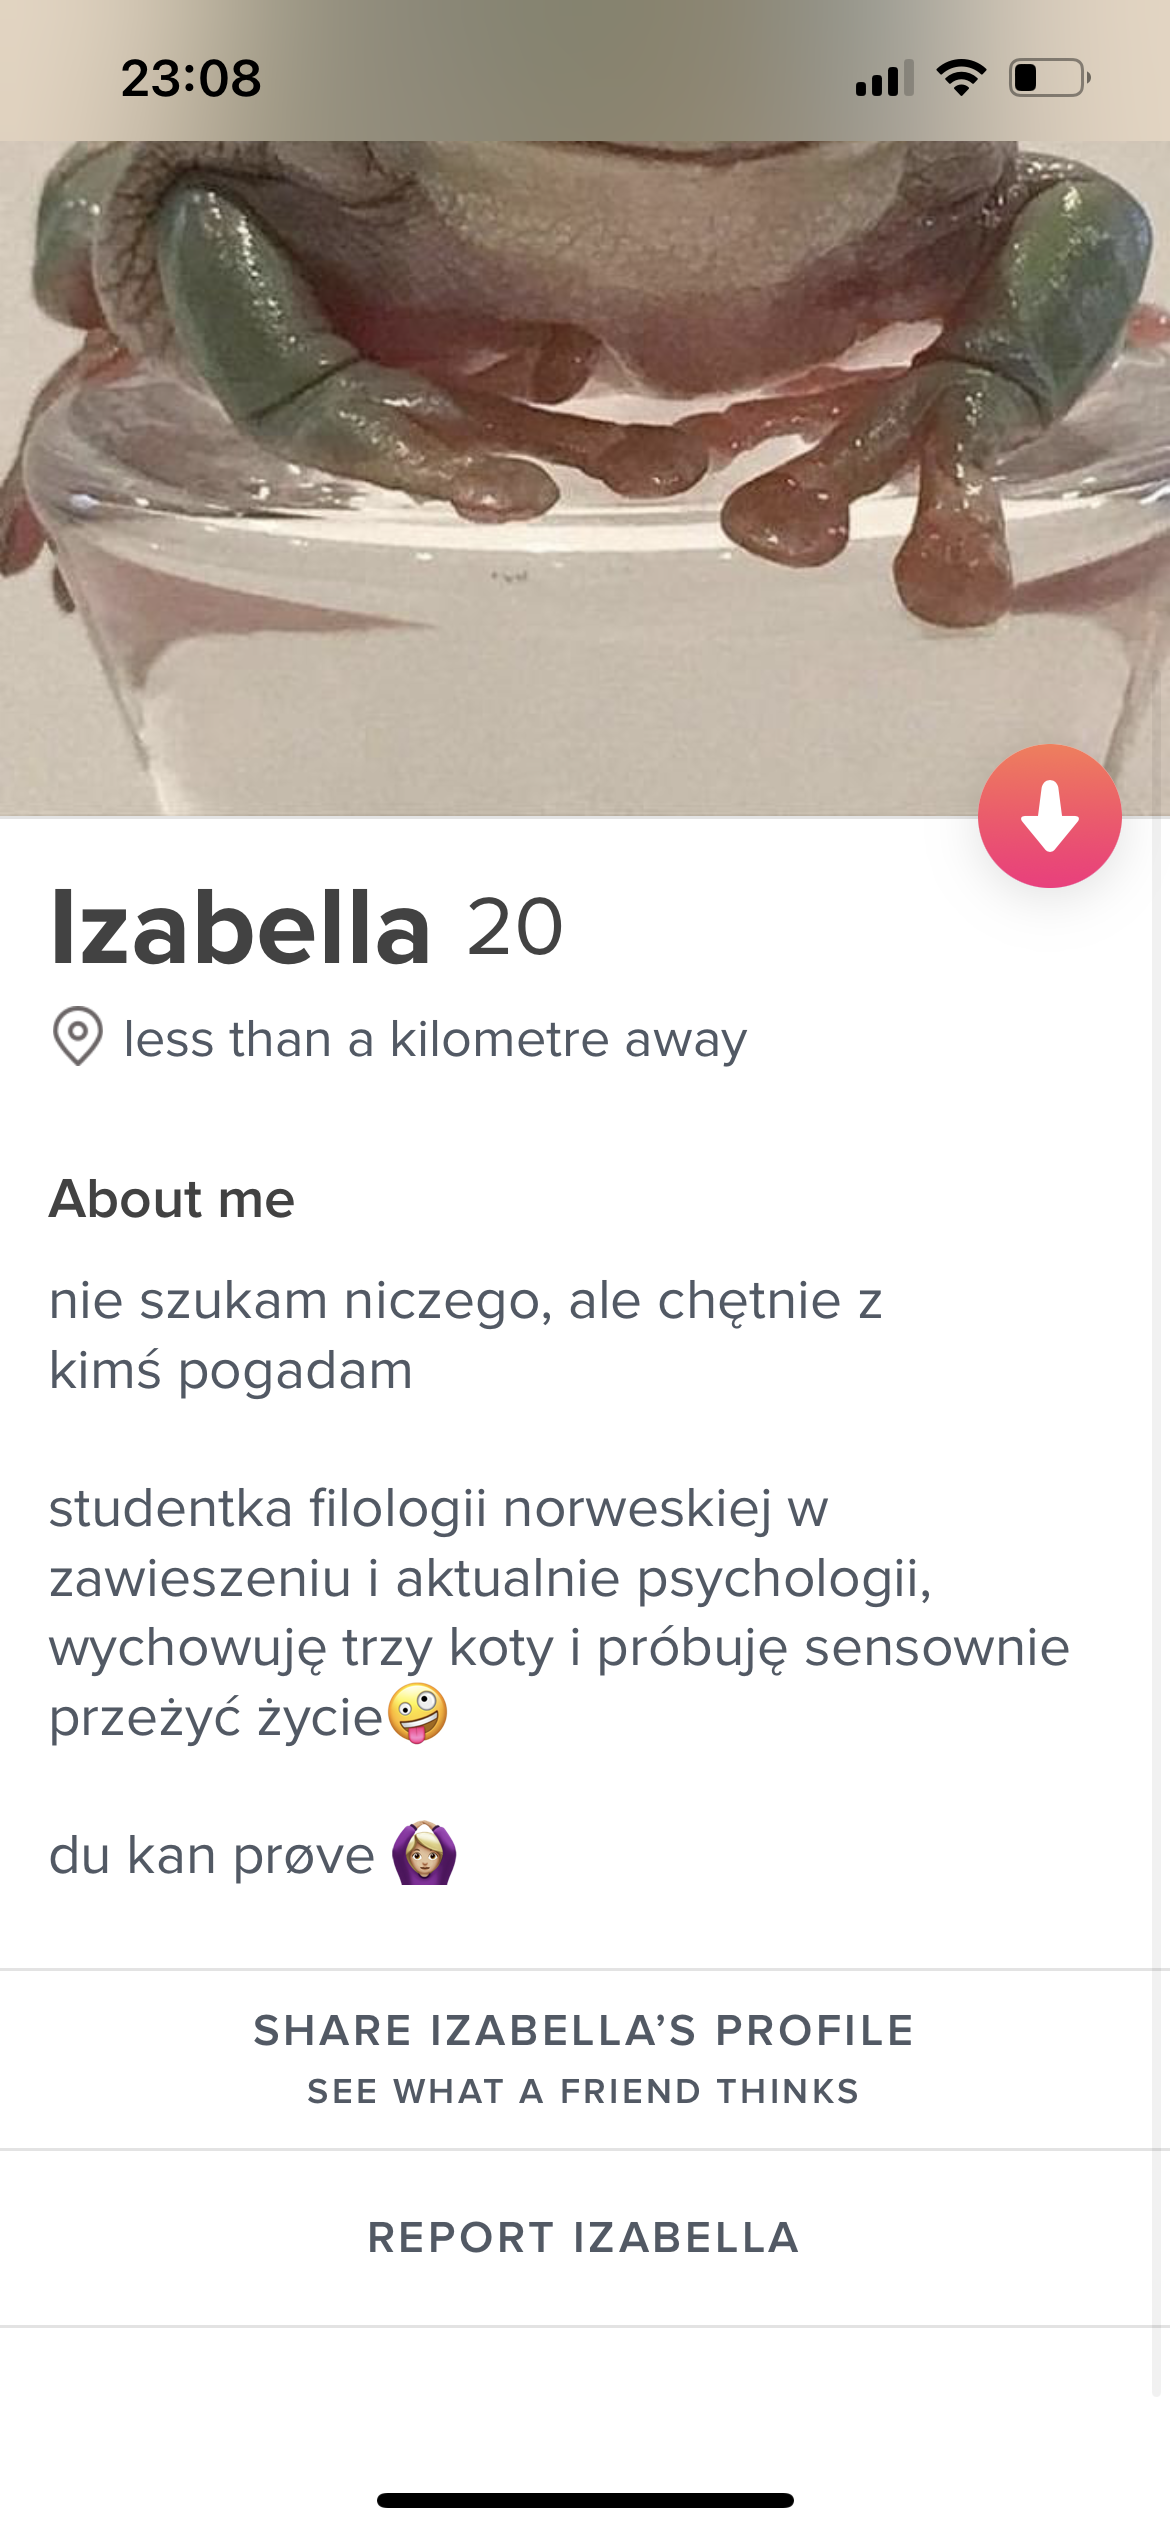 23:08
Izabella 20
less than a kilometre away
About me
nie szukam niczego, ale chętnie z
kimś pogadam
studentka filologii norweskiej w
zawieszeniu i aktualnie psychologii,
wychowuję trzy koty i próbuję sensownie
przeżyć życie🤪
du kan prøve 🙆🏼‍♀️
SHARE IZABELLA’S PROFILE
SEE WHAT A FRIEND THINKS
REPORT IZABELLA